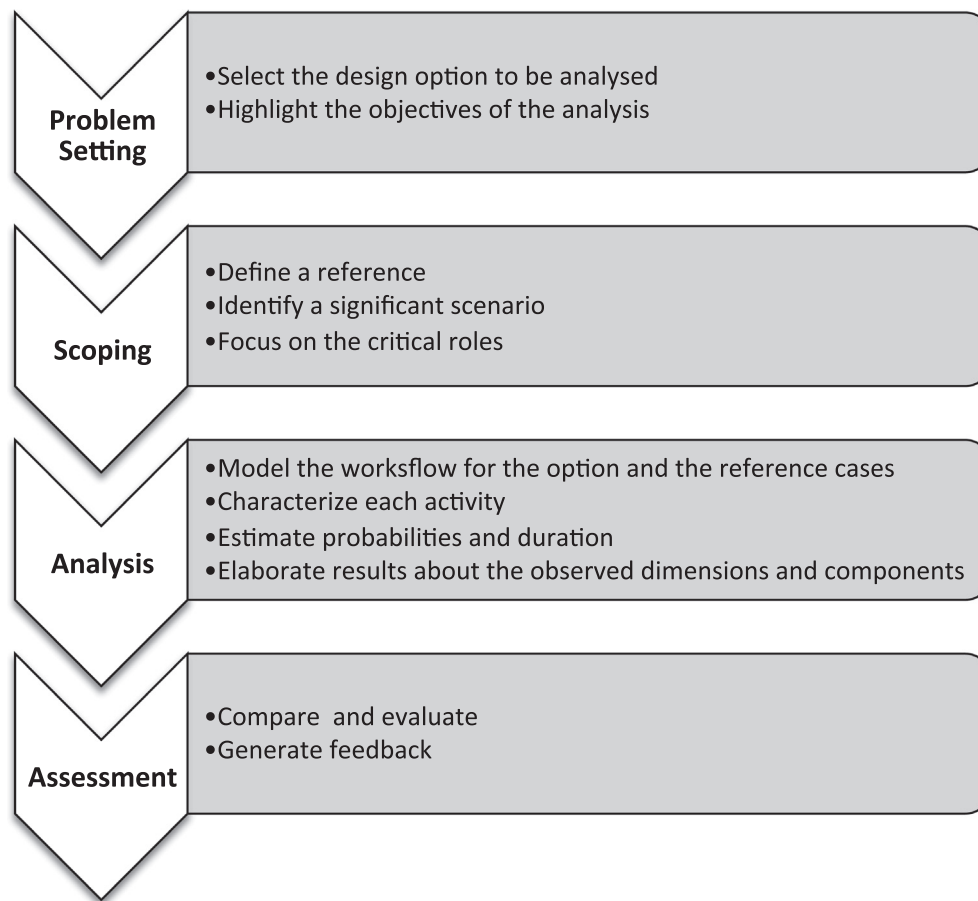 Problem
Setting
•Select the design option to be analysed
•Highlight the objectives of the analysis
Scoping
•Define a reference
•Identify a significant scenario
•Focus on the critical roles
Analysis
•Model the worksflow for the option and the reference cases
•Characterize each activity
•Estimate probabilities and duration
•Elaborate results about the observed dimensions and components
Assessment
•Compare  and evaluate
•Generate feedback